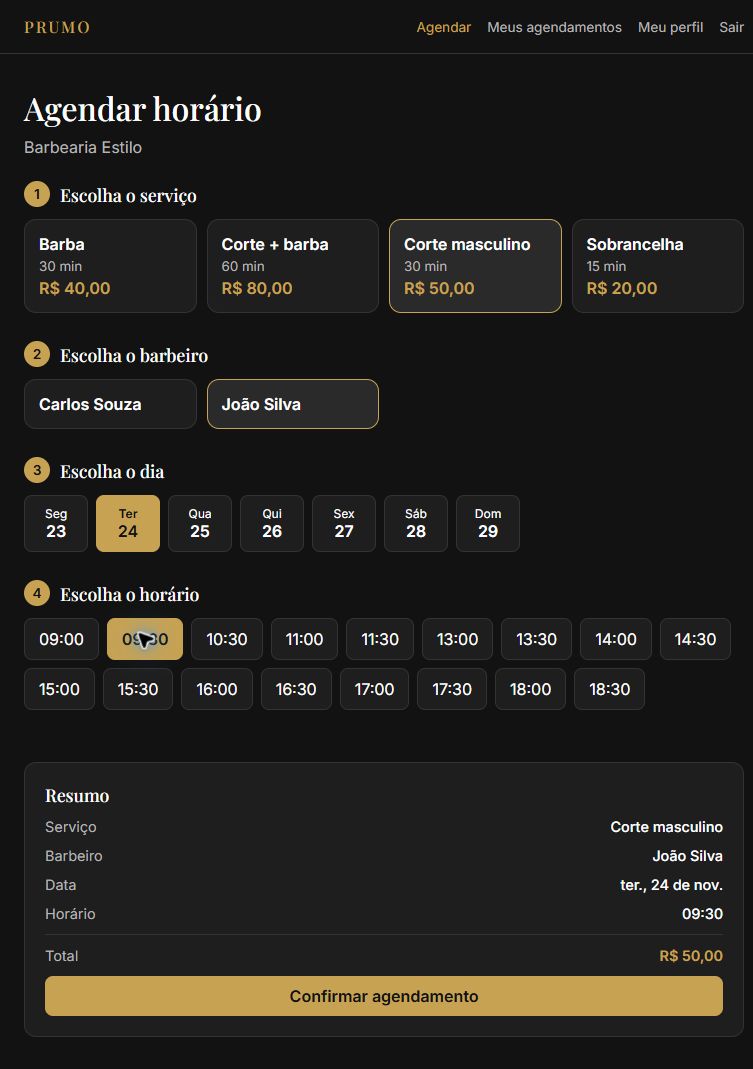 PRUMO Agendar Meus agendamentos Meu perfil Sair
Agendar horário
Barbearia Estilo
1 Escolha o serviço
Barba Corte + barba Corte masculino Sobrancelha
30 min 60 min 30 min 15 min
R$ 40,00 R$ 80,00 R$ 50,00 R$ 20,00
2 Escolha o barbeiro
Carlos Souza João Silva
3 Escolha o dia
Seg Ter Qua Qui Sex Sáb Dom
23 24 25 26 27 28 29
4 Escolha o horário
09:00 09:30 10:30 11:00 11:30 13:00 13:30 14:00 14:30
15:00 15:30 16:00 16:30 17:00 17:30 18:00 18:30
Resumo
Serviço Corte masculino
Barbeiro João Silva
Data ter., 24 de nov.
Horário 09:30
Total R$ 50,00
Confirmar agendamento